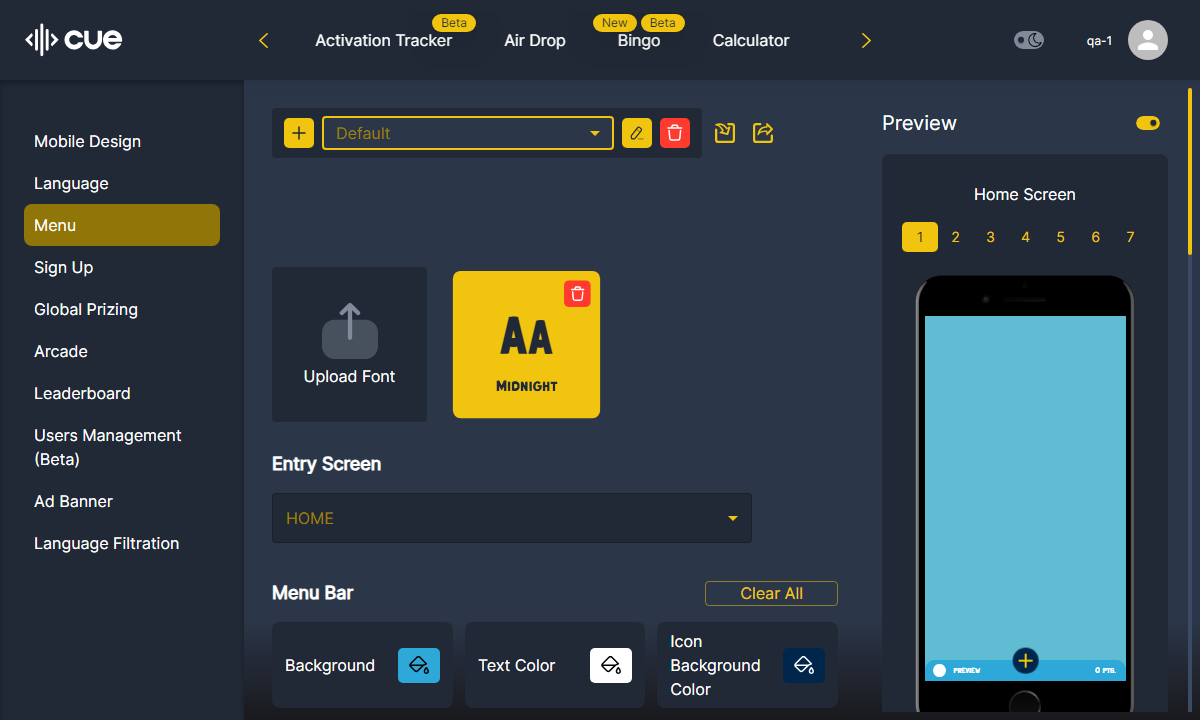 cue
Activation Tracker
Beta
Air Drop
New
Beta
Bingo
Calculator
qa-1
Mobile Design
Language
Menu
Sign Up
Global Prizing
Arcade
Leaderboard
Users Management
(Beta)
Ad Banner
Language Filtration
Default
Upload Font
AA
MIDNIGHT
Entry Screen
HOME
Menu Bar
Clear All
Background
Text Color
Icon
Background
Color
Preview
Home Screen
1 2 3 4 5 6 7
PREVIEW
0 PTS.